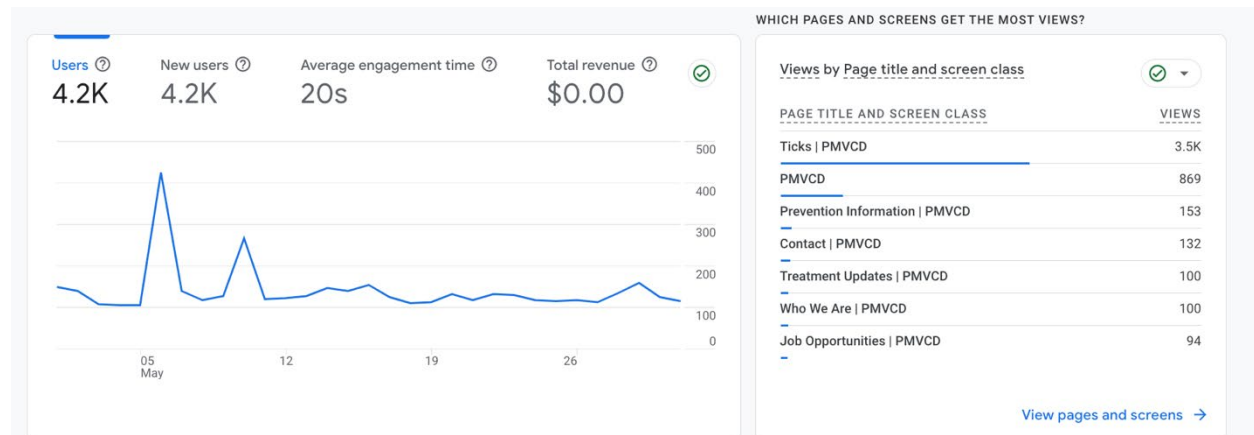 Users
New users
Average engagement time
Total revenue
4.2K
4.2K
20s
$0.00
500
400
300
200
100
0
05
May
12
19
26
WHICH PAGES AND SCREENS GET THE MOST VIEWS?
Views by Page title and screen class
PAGE TITLE AND SCREEN CLASS VIEWS
Ticks | PMVCD 3.5K
PMVCD 869
Prevention Information | PMVCD 153
Contact | PMVCD 132
Treatment Updates | PMVCD 100
Who We Are | PMVCD 100
Job Opportunities | PMVCD 94
View pages and screens